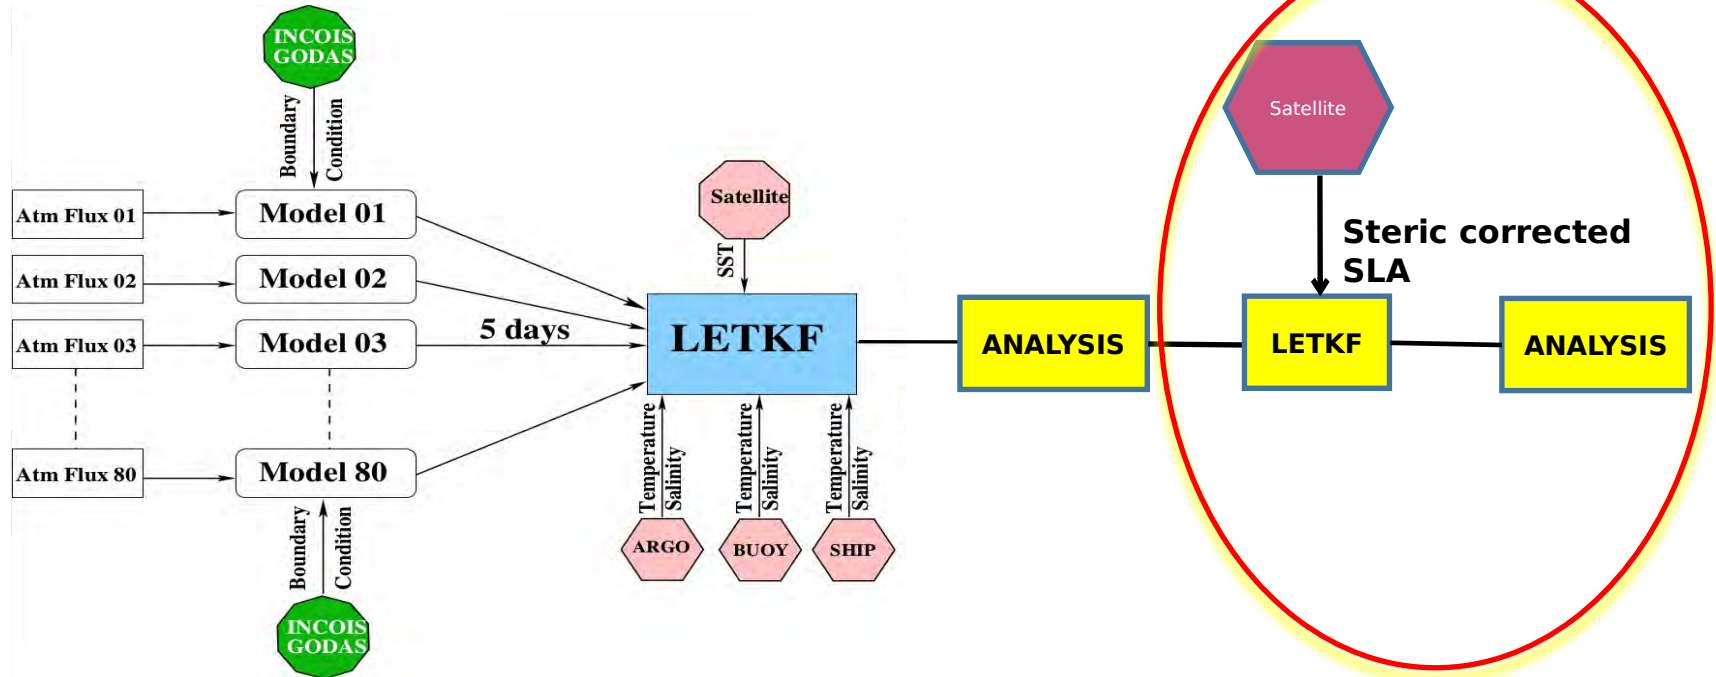 INCOIS
GODAS
Boundary
Condition
Atm Flux 01
Model 01
Atm Flux 02
Model 02
Atm Flux 03
Model 03
5 days
Atm Flux 80
Model 80
Boundary
Condition
INCOIS
GODAS
Satellite
SST
LETKF
Temperature
Salinity
Temperature
Salinity
Temperature
Salinity
ARGO
BUOY
SHIP
ANALYSIS
Satellite
Steric corrected
SLA
LETKF
ANALYSIS